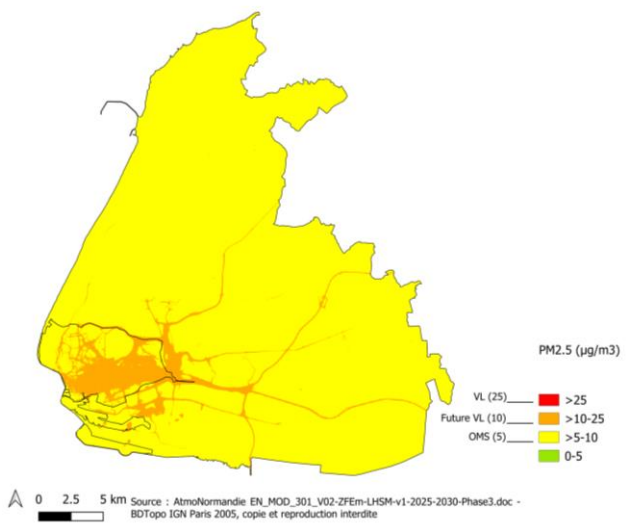 PM2.5 (µg/m3)
VL (25) >25
Future VL (10) >10-25
OMS (5) >5-10
0-5
0 2.5 5 km
Source : AtmoNormandie EN_MOD_301_V02-ZFEm-LHSM-v1-2025-2030-Phase3.doc -
BDTopo IGN Paris 2005, copie et reproduction interdite